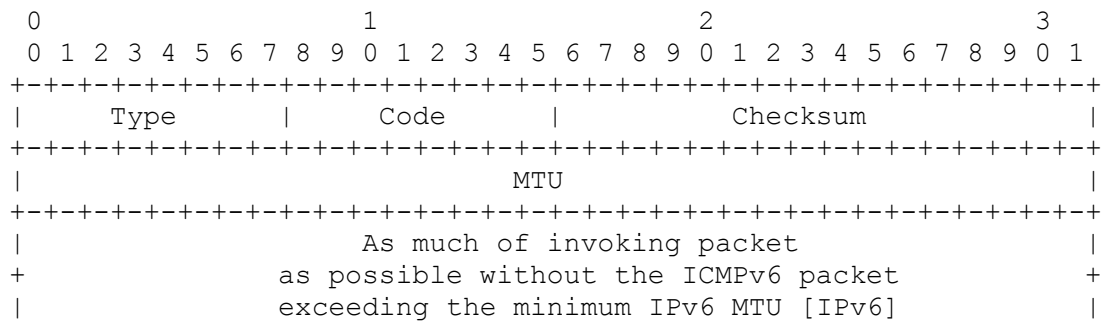 0                   1                   2                   3
 0 1 2 3 4 5 6 7 8 9 0 1 2 3 4 5 6 7 8 9 0 1 2 3 4 5 6 7 8 9 0 1
+-+-+-+-+-+-+-+-+-+-+-+-+-+-+-+-+-+-+-+-+-+-+-+-+-+-+-+-+-+-+-+-+
|     Type      |     Code      |          Checksum             |
+-+-+-+-+-+-+-+-+-+-+-+-+-+-+-+-+-+-+-+-+-+-+-+-+-+-+-+-+-+-+-+-+
|                             MTU                               |
+-+-+-+-+-+-+-+-+-+-+-+-+-+-+-+-+-+-+-+-+-+-+-+-+-+-+-+-+-+-+-+-+
|                    As much of invoking packet                 |
+               as possible without the ICMPv6 packet           +
|               exceeding the minimum IPv6 MTU [IPv6]           |